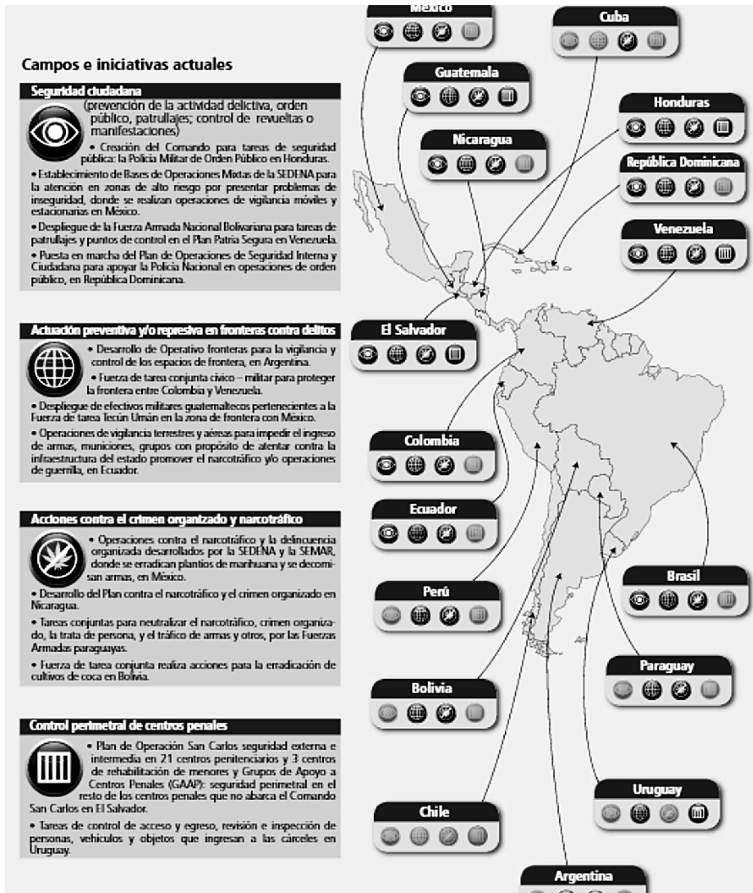 Campos e iniciativas actuales
Seguridad ciudadana
(prevención de la actividad delictiva, orden
público, patrullajes; control de revueltas o
manifestaciones)
• Creación del Comando para tareas de seguridad
pública: la Policía Militar de Orden Público en Honduras.
• Establecimiento de Bases de Operaciones Mixtas de la SEDENA para
la atención en zonas de alto riesgo por presentar problemas de
inseguridad, donde se realizan operaciones de vigilancia móviles y
estacionarias en México.
• Despliegue de la Fuerza Armada Nacional Bolivariana para tareas de
patrullajes y puntos de control en el Plan Patria Segura en Venezuela.
• Puesta en marcha del Plan de Operaciones de Seguridad Interna y
Ciudadana para apoyar la Policía Nacional en operaciones de orden
público, en República Dominicana.
Actuación preventiva y/o represiva en fronteras contra delitos
• Desarrollo de Operativo fronteras para la vigilancia y
control de los espacios de frontera, en Argentina.
• Fuerza de tarea conjunta cívico – militar para proteger
la frontera entre Colombia y Venezuela.
• Despliegue de efectivos militares guatemaltecos pertenecientes a la
Fuerza de tarea Tecún Umán en la zona de frontera con México.
• Operaciones de vigilancia terrestres y aéreas para impedir el ingreso
de armas, municiones, grupos con propósito de atentar contra la
infraestructura del estado promover el narcotráfico y/o operaciones
de guerrilla, en Ecuador.
Acciones contra el crimen organizado y narcotráfico
• Operaciones contra el narcotráfico y la delincuencia
organizada desarrollados por la SEDENA y la SEMAR,
donde se erradican plantíos de marihuana y se decomi-
san armas, en México.
• Desarrollo del Plan contra el narcotráfico y el crimen organizado en
Nicaragua.
• Tareas conjuntas para neutralizar el narcotráfico, crimen organiza-
do, la trata de persona, y el tráfico de armas y otros, por las Fuerzas
Armadas paraguayas.
• Fuerza de tarea conjunta realiza acciones para la erradicación de
cultivos de coca en Bolivia.
Control perimetral de centros penales
• Plan de Operación San Carlos seguridad externa e
intermedia en 21 centros penitenciarios y 3 centros
de rehabilitación de menores y Grupos de Apoyo a
Centros Penales (GAAP): seguridad perimetral en el
resto de los centros penales que no abarca el Comando
San Carlos en El Salvador.
• Tareas de control de acceso y egreso, revisión e inspección de
personas, vehículos y objetos que ingresan a las cárceles en
Uruguay.
México
Cuba
Guatemala
Honduras
Nicaragua
República Dominicana
Venezuela
El Salvador
Colombia
Ecuador
Perú
Brasil
Bolivia
Paraguay
Chile
Uruguay
Argentina